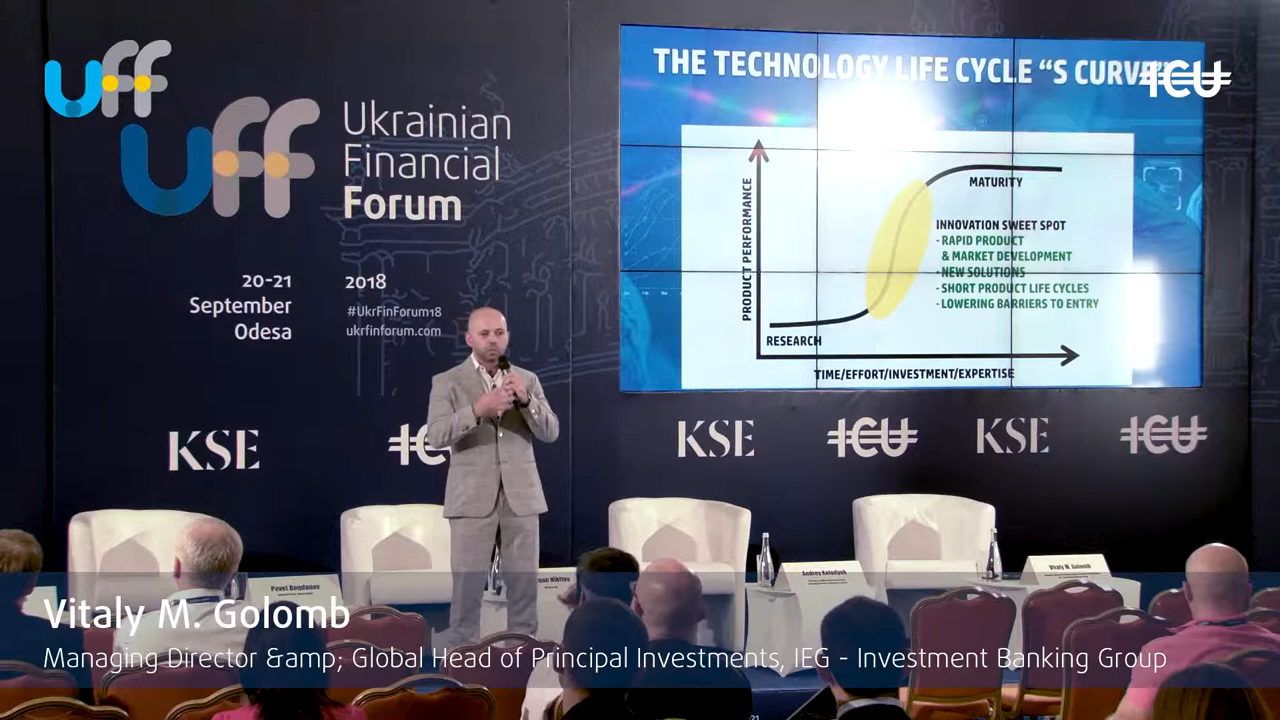 uff
uff
Ukrainian
Financial
Forum
20-21
September
Odesa
2018
#UkrFinForum18
ukrfinforum.com
THE TECHNOLOGY LIFE CYCLE “S CURVE
ICU
PRODUCT PERFORMANCE
MATURITY
INNOVATION SWEET SPOT
- RAPID PRODUCT
& MARKET DEVELOPMENT
- NEW SOLUTIONS
- SHORT PRODUCT LIFE CYCLES
- LOWERING BARRIERS TO ENTRY
RESEARCH
TIME/EFFORT/INVESTMENT/EXPERTISE
KSE
ICU
KSE
ICU
KSE
ICU
Pavel Bogdanov
Nikitov
Andrey Kolodyuk
Vitaly M. Golomb
Vitaly M. Golomb
Managing Director &amp; Global Head of Principal Investments, IEG - Investment Banking Group